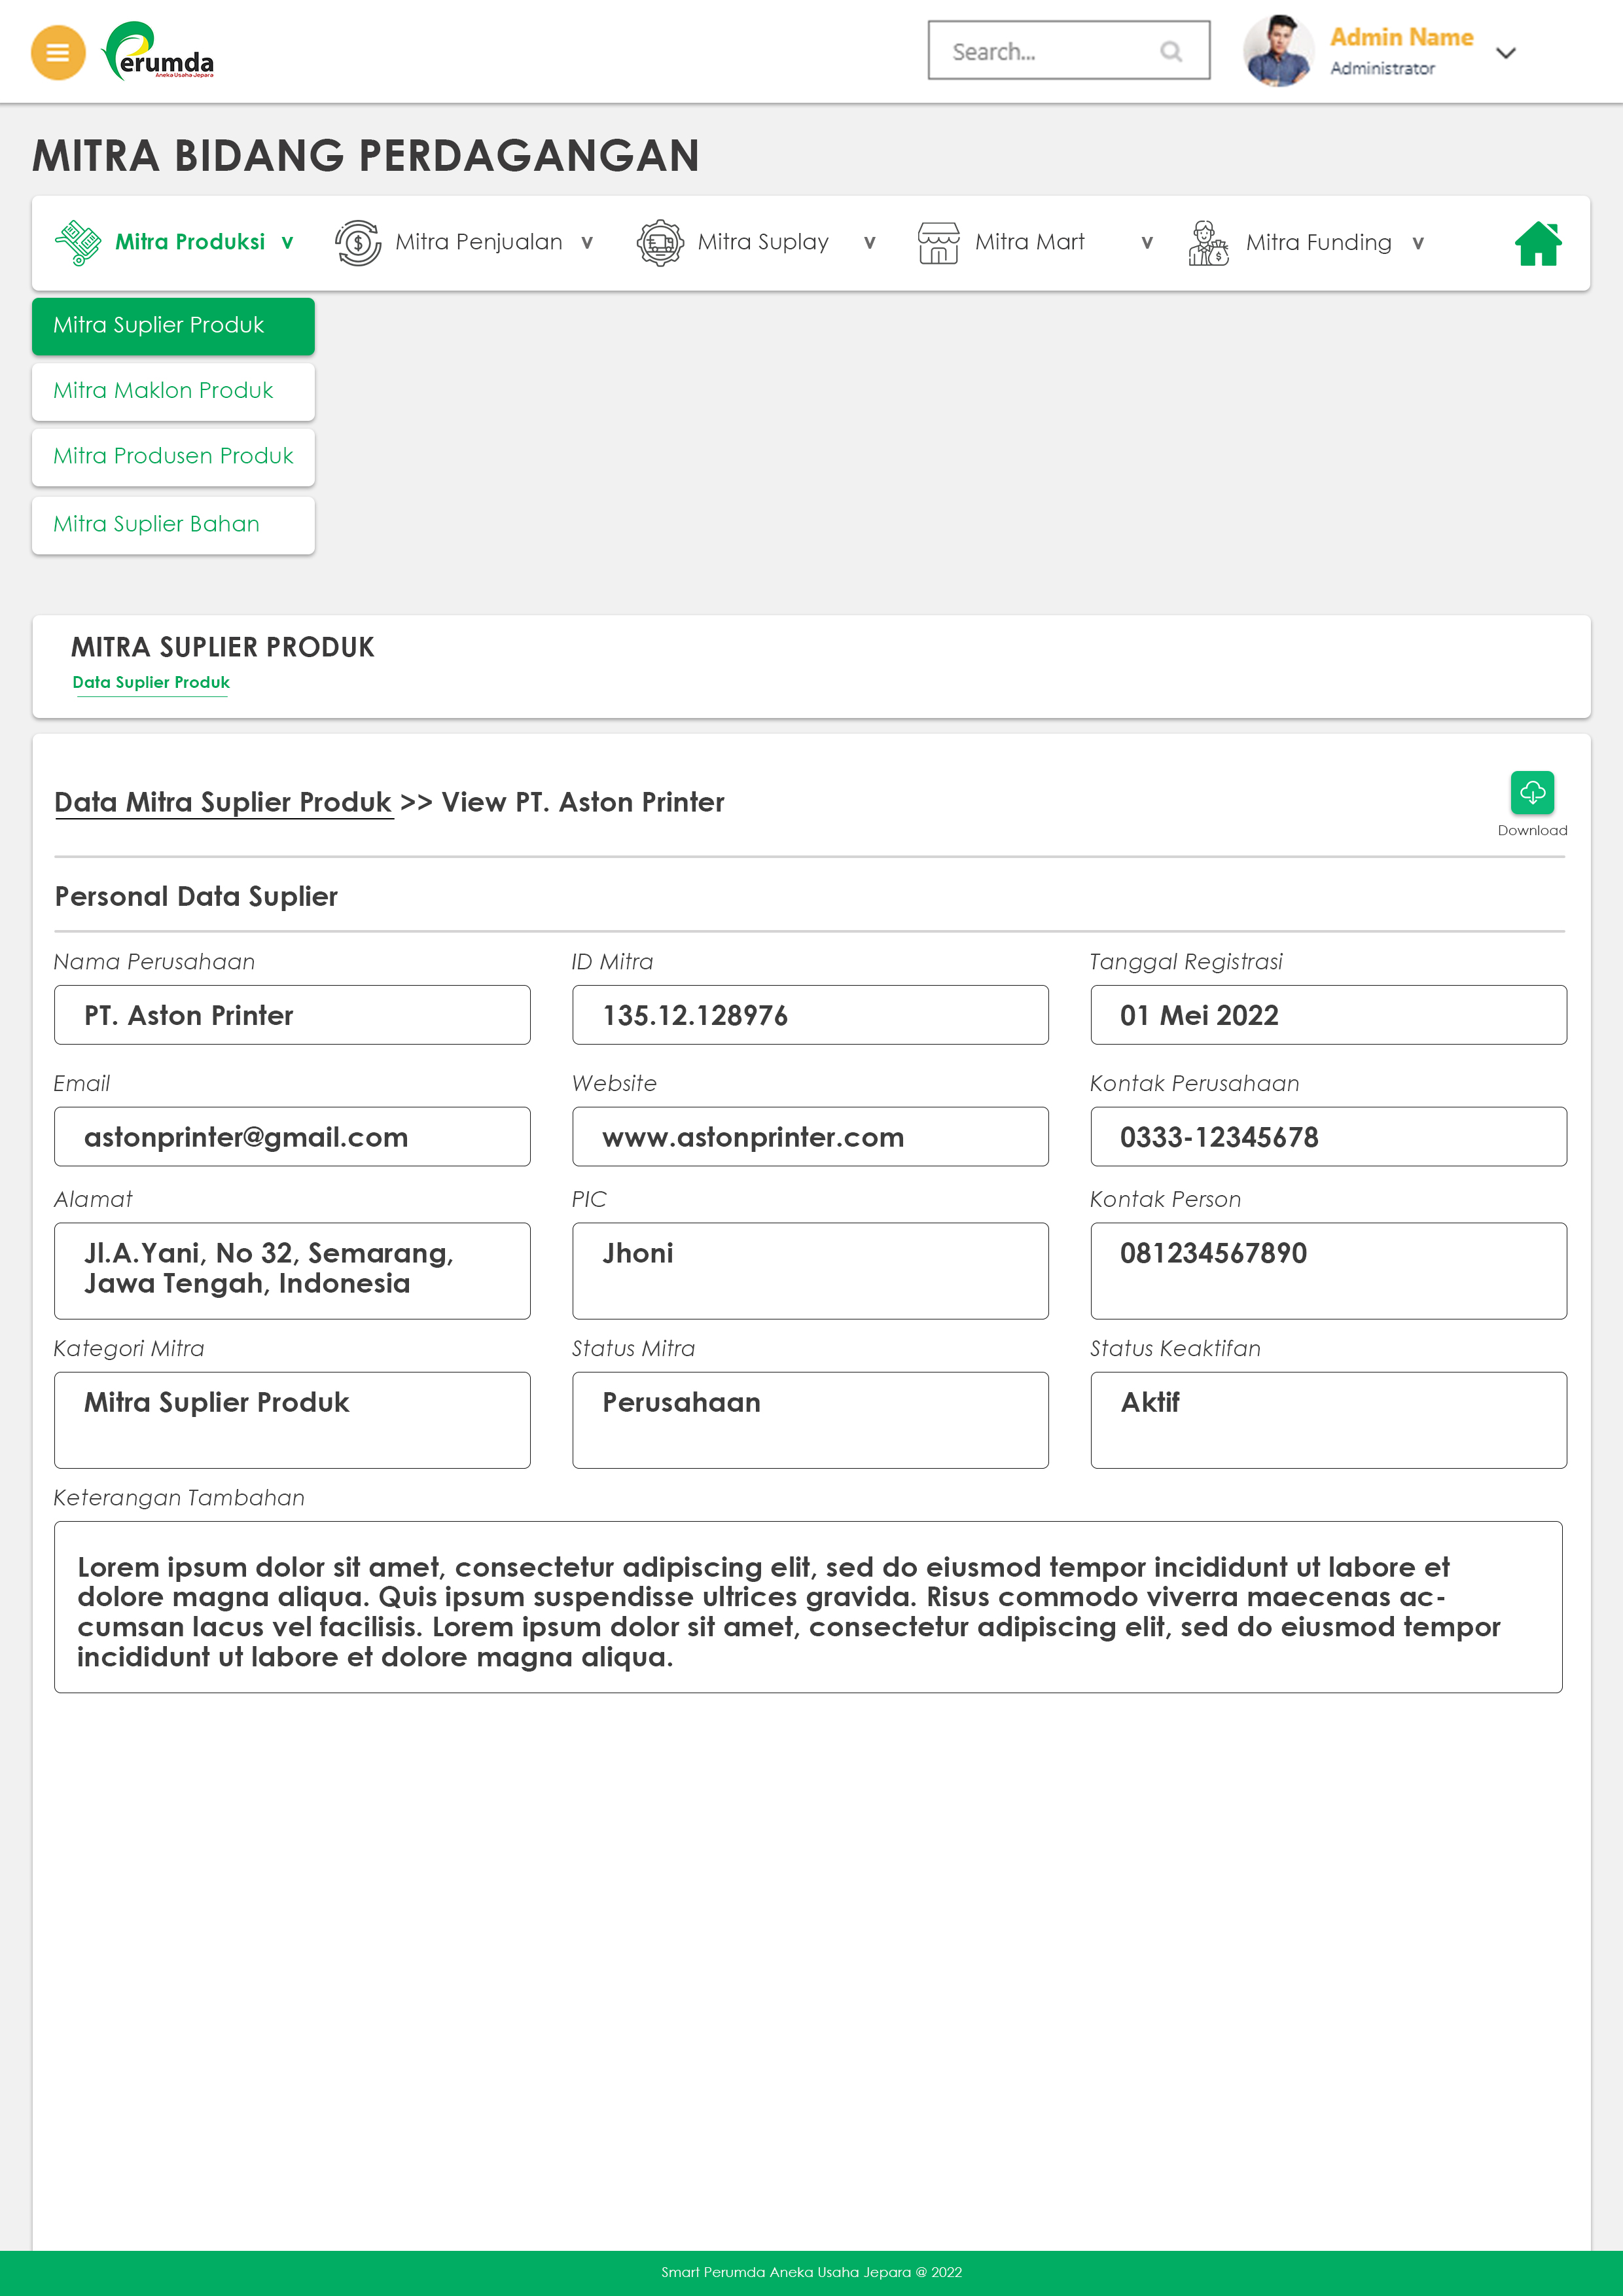 Perumda
Aneka Usaha Jepara
Search...
Admin Name
Administrator
MITRA BIDANG PERDAGANGAN
Mitra Produksi v
Mitra Penjualan v
Mitra Suplay v
Mitra Mart v
Mitra Funding v
Mitra Suplier Produk
Mitra Maklon Produk
Mitra Produsen Produk
Mitra Suplier Bahan
MITRA SUPLIER PRODUK
Data Suplier Produk
Data Mitra Suplier Produk >> View PT. Aston Printer
Download
Personal Data Suplier
Nama Perusahaan
PT. Aston Printer
ID Mitra
135.12.128976
Tanggal Registrasi
01 Mei 2022
Email
astonprinter@gmail.com
Website
www.astonprinter.com
Kontak Perusahaan
0333-12345678
Alamat
Jl.A.Yani, No 32, Semarang,
Jawa Tengah, Indonesia
PIC
Jhoni
Kontak Person
081234567890
Kategori Mitra
Mitra Suplier Produk
Status Mitra
Perusahaan
Status Keaktifan
Aktif
Keterangan Tambahan
Lorem ipsum dolor sit amet, consectetur adipiscing elit, sed do eiusmod tempor incididunt ut labore et
dolore magna aliqua. Quis ipsum suspendisse ultrices gravida. Risus commodo viverra maecenas ac-
cumsan lacus vel facilisis. Lorem ipsum dolor sit amet, consectetur adipiscing elit, sed do eiusmod tempor
incididunt ut labore et dolore magna aliqua.
Smart Perumda Aneka Usaha Jepara @ 2022